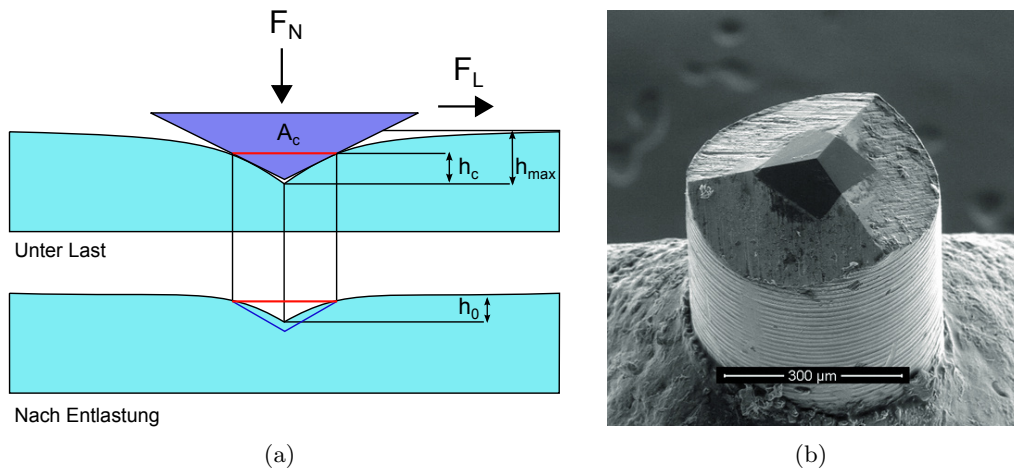 F_N
F_L
A_c
h_c
h_max
Unter Last
h_0
Nach Entlastung
300 µm
(a)
(b)